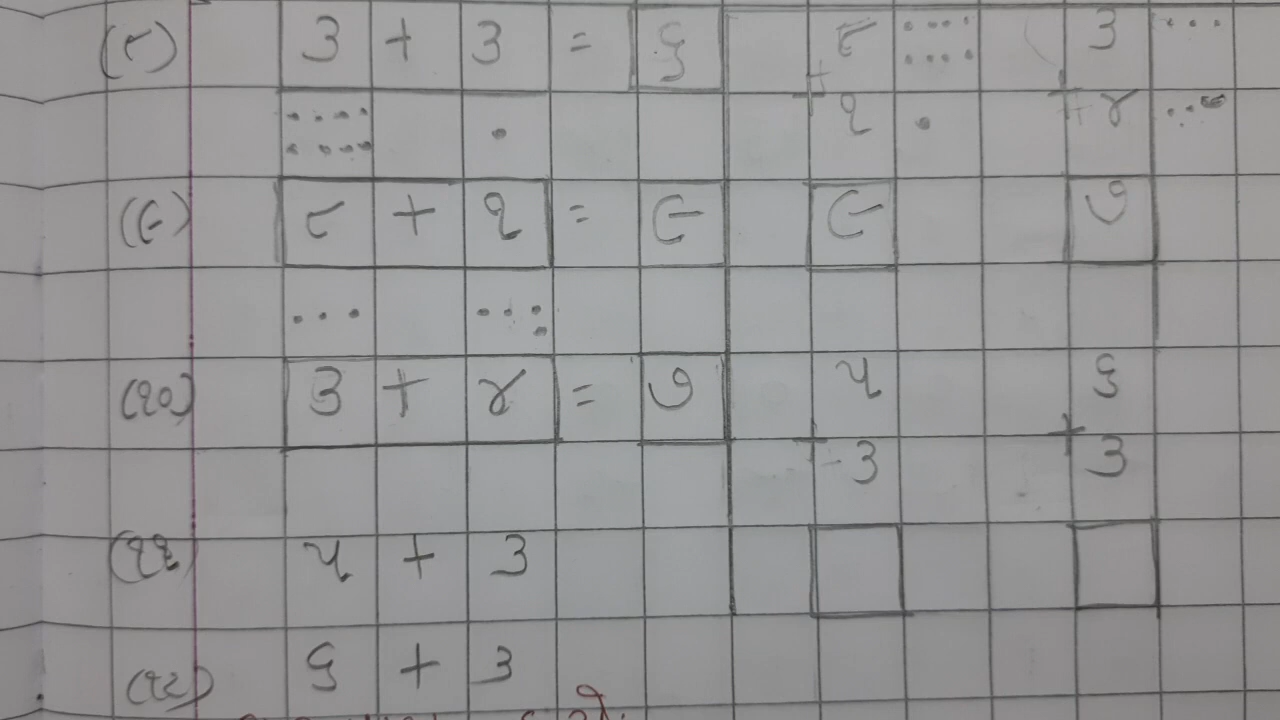 (૮) ૩ + ૩ = ૬ ૮ ૩
+ ૧ + ૪
(૯) ૮ + ૧ = ૯ ૯ ૭
(૧૦) ૩ + ૪ = ૭ ૫ ૬
+ ૩ + ૩
(૧૧) ૫ + ૩
(૧૨) ૬ + ૩